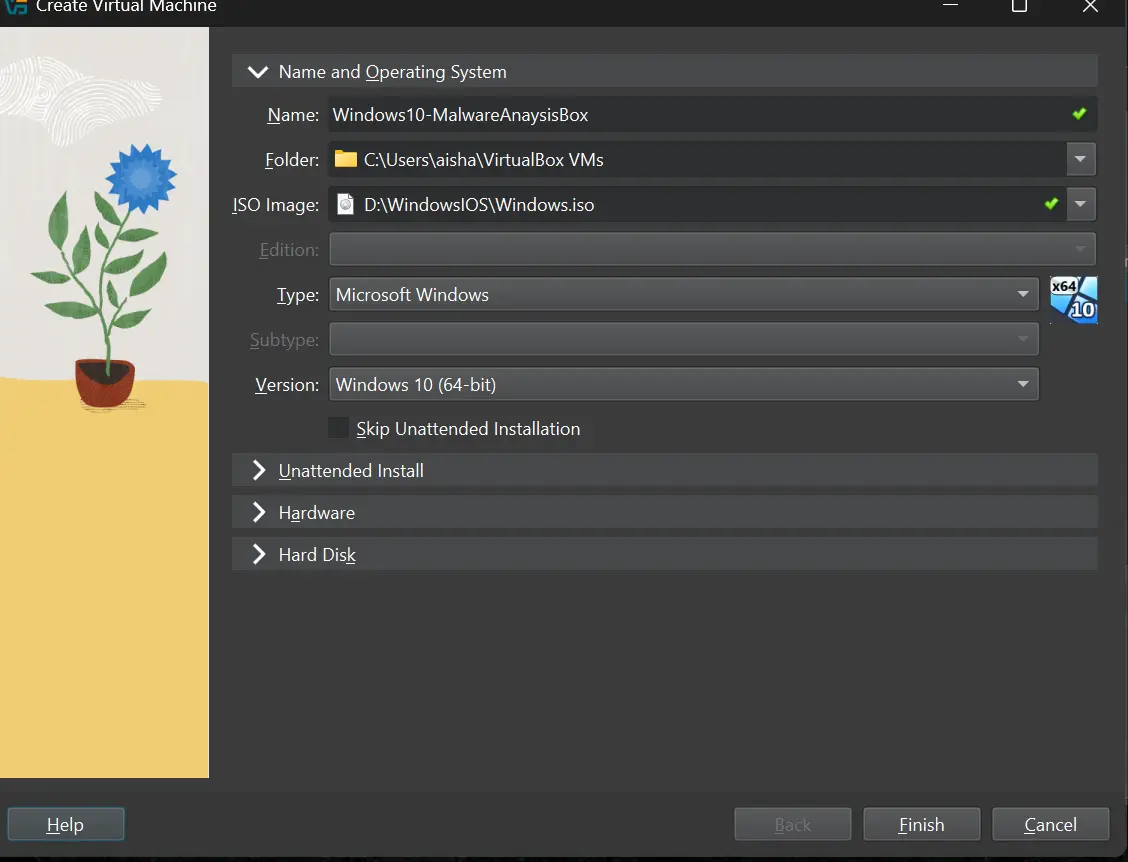 Create Virtual Machine
Name and Operating System
Name: Windows10-MalwareAnaysisBox
Folder: C:\Users\aisha\VirtualBox VMs
ISO Image: D:\WindowsIOS\Windows.iso
Edition:
Type: Microsoft Windows
x64
10
Subtype:
Version: Windows 10 (64-bit)
Skip Unattended Installation
Unattended Install
Hardware
Hard Disk
Help Back Finish Cancel